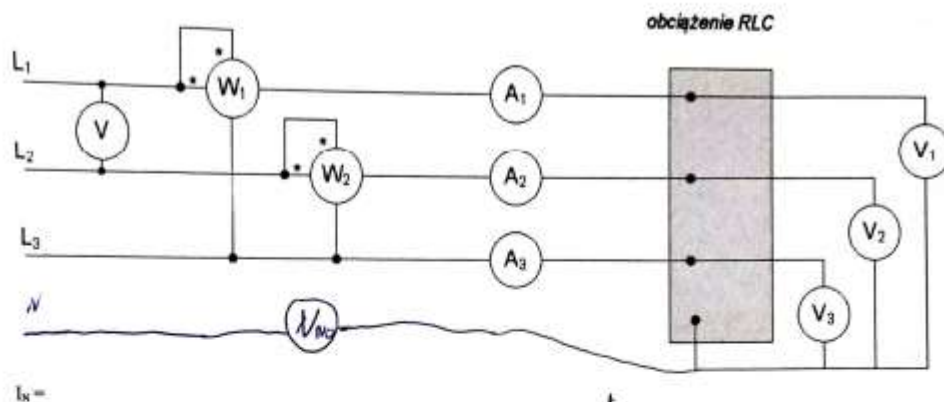 obciążenie RLC
L₁
* *
W₁
A₁
V
V₁
L₂
* *
W₂
A₂
V₂
L₃
A₃
V₃
N
Iₙ =